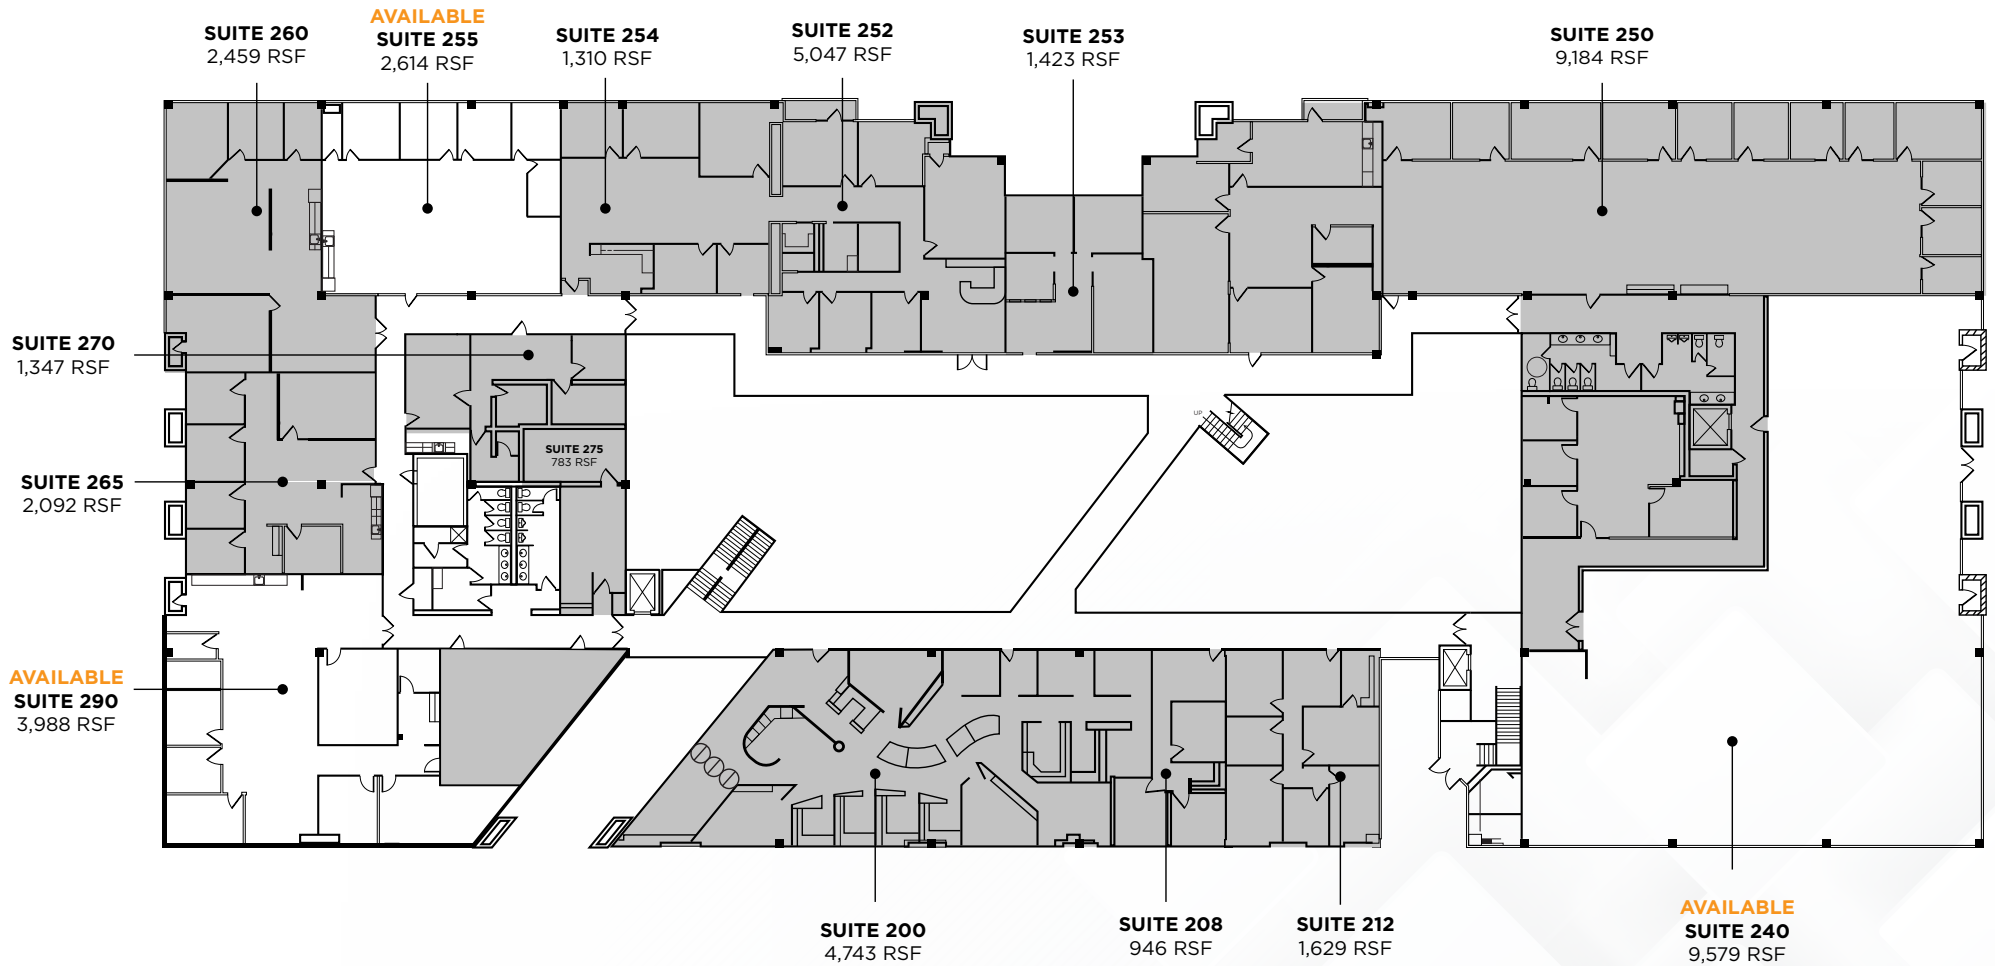 SUITE 260
2,459 RSF
AVAILABLE
SUITE 255
2,614 RSF
SUITE 254
1,310 RSF
SUITE 252
5,047 RSF
SUITE 253
1,423 RSF
SUITE 250
9,184 RSF
SUITE 270
1,347 RSF
UP
SUITE 275
783 RSF
SUITE 265
2,092 RSF
AVAILABLE
SUITE 290
3,988 RSF
SUITE 200
4,743 RSF
SUITE 208
946 RSF
SUITE 212
1,629 RSF
AVAILABLE
SUITE 240
9,579 RSF